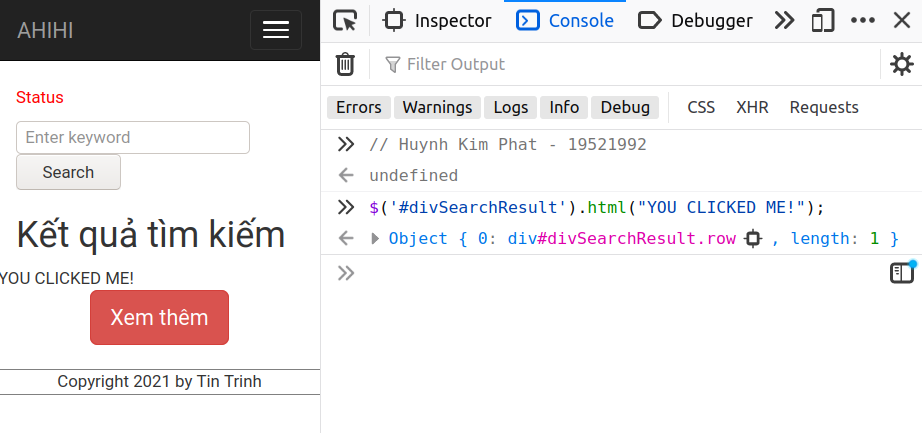 AHIHI
Status
Enter keyword
Search
Kết quả tìm kiếm
YOU CLICKED ME!
Xem thêm
Copyright 2021 by Tin Trinh
Inspector Console Debugger
Filter Output
Errors Warnings Logs Info Debug CSS XHR Requests
// Huynh Kim Phat - 19521992
undefined
$('#divSearchResult').html("YOU CLICKED ME!");
Object { 0: div#divSearchResult.row , length: 1 }